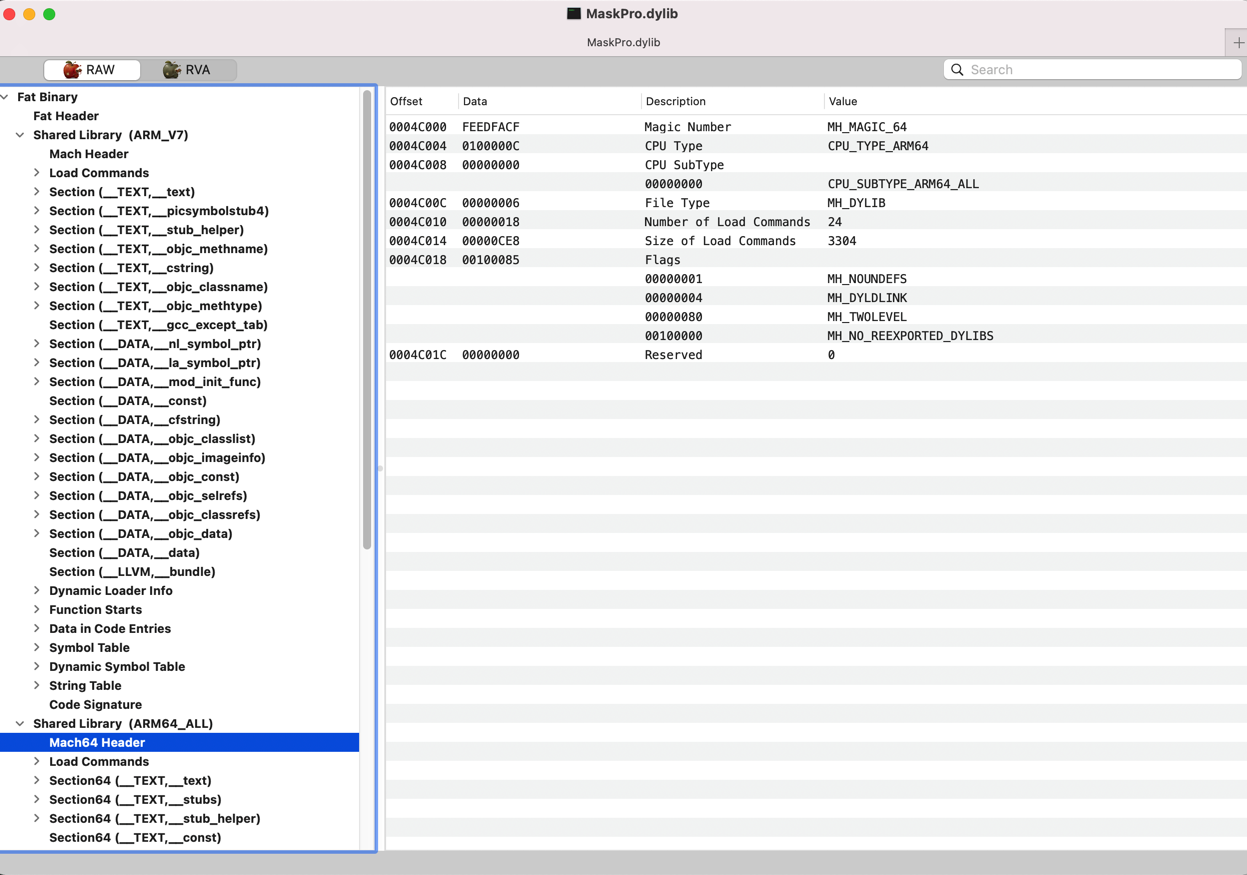 MaskPro.dylib
MaskPro.dylib
RAW RVA Search
Fat Binary
Fat Header
Shared Library (ARM_V7)
Mach Header
Load Commands
Section (__TEXT,__text)
Section (__TEXT,__picsymbolstub4)
Section (__TEXT,__stub_helper)
Section (__TEXT,__objc_methname)
Section (__TEXT,__cstring)
Section (__TEXT,__objc_classname)
Section (__TEXT,__objc_methtype)
Section (__TEXT,__gcc_except_tab)
Section (__DATA,__nl_symbol_ptr)
Section (__DATA,__la_symbol_ptr)
Section (__DATA,__mod_init_func)
Section (__DATA,__const)
Section (__DATA,__cfstring)
Section (__DATA,__objc_classlist)
Section (__DATA,__objc_imageinfo)
Section (__DATA,__objc_const)
Section (__DATA,__objc_selrefs)
Section (__DATA,__objc_classrefs)
Section (__DATA,__objc_data)
Section (__DATA,__data)
Section (__LLVM,__bundle)
Dynamic Loader Info
Function Starts
Data in Code Entries
Symbol Table
Dynamic Symbol Table
String Table
Code Signature
Shared Library (ARM64_ALL)
Mach64 Header
Load Commands
Section64 (__TEXT,__text)
Section64 (__TEXT,__stubs)
Section64 (__TEXT,__stub_helper)
Section64 (__TEXT,__const)
Offset Data Description Value
0004C000 FEEDFACF Magic Number MH_MAGIC_64
0004C004 0100000C CPU Type CPU_TYPE_ARM64
0004C008 00000000 CPU SubType
00000000 CPU_SUBTYPE_ARM64_ALL
0004C00C 00000006 File Type MH_DYLIB
0004C010 00000018 Number of Load Commands 24
0004C014 00000CE8 Size of Load Commands 3304
0004C018 00100085 Flags
00000001 MH_NOUNDEFS
00000004 MH_DYLDLINK
00000080 MH_TWOLEVEL
00100000 MH_NO_REEXPORTED_DYLIBS
0004C01C 00000000 Reserved 0